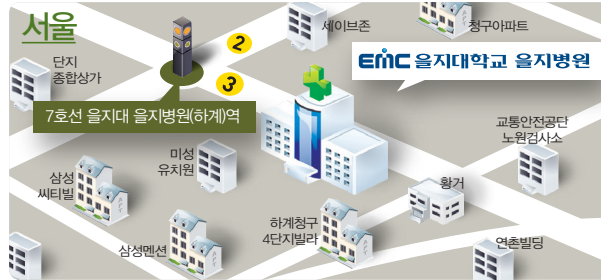 서울
단지
종합상가
2
3
세이브존
청구아파트
EMC 을지대학교 을지병원
7호선 을지대 을지병원(하계)역
교통안전공단
노원검사소
미성
유치원
삼성
씨티빌
황거
하계청구
4단지빌라
삼성멘션
연촌빌딩